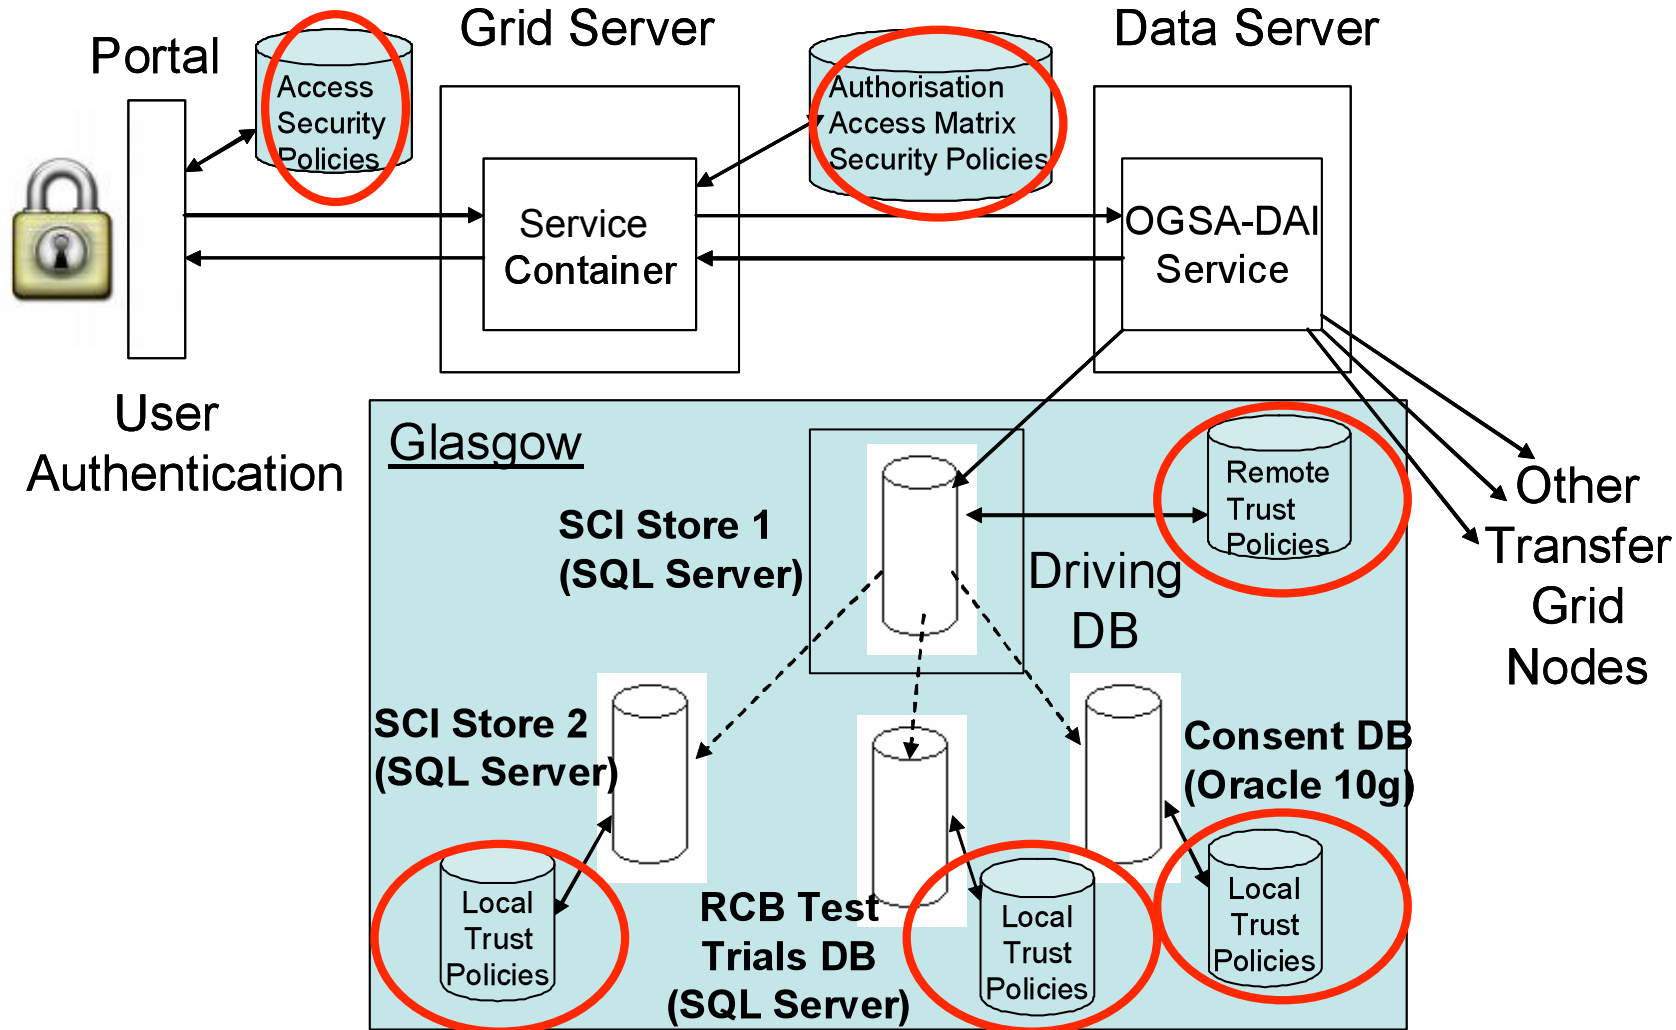 Portal
Grid Server
Data Server
Access
Security
Policies
Authorisation
Access Matrix
Security Policies
Service
Container
OGSA-DAI
Service
User
Authentication
Glasgow
SCI Store 1
(SQL Server)
Remote
Trust
Policies
Driving
DB
Other
Transfer
Grid
Nodes
SCI Store 2
(SQL Server)
Consent DB
(Oracle 10g)
Local
Trust
Policies
RCB Test
Trials DB
(SQL Server)
Local
Trust
Policies
Local
Trust
Policies